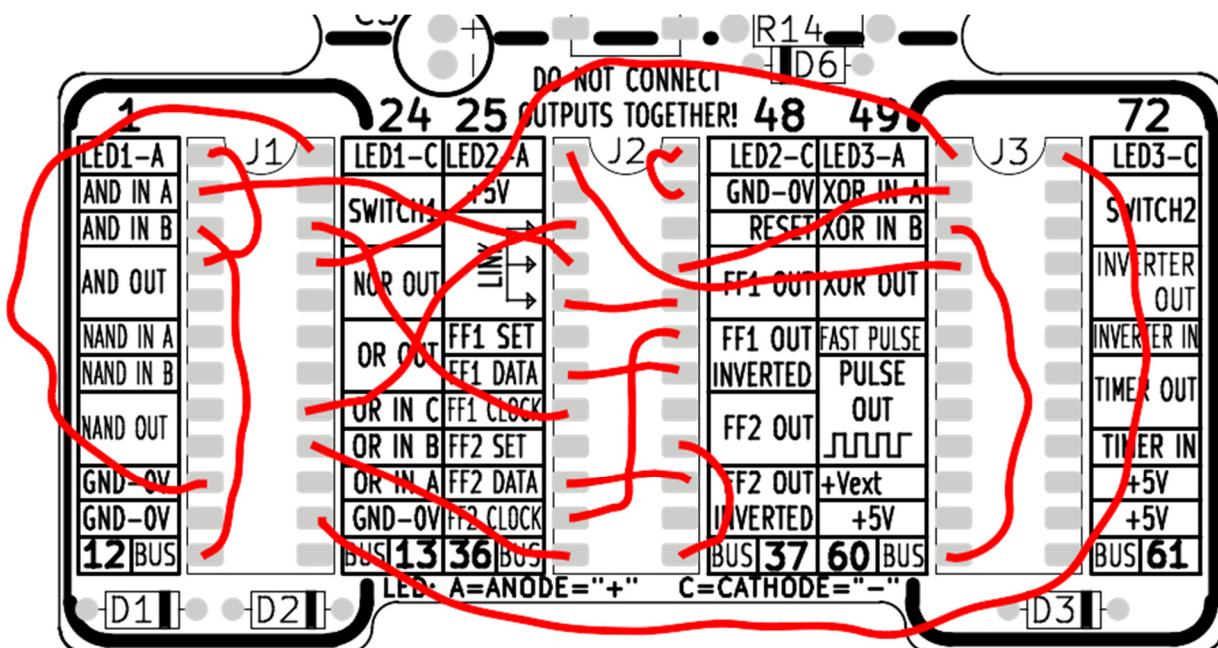 C3
+
R14
D6
DO NOT CONNECT
OUTPUTS TOGETHER!
1
24 25
48 49
72
J1
J2
J3
LED1-A
AND IN A
AND IN B
AND OUT
NAND IN A
NAND IN B
NAND OUT
GND-0V
GND-0V
12 BUS
LED1-C
SWITCH1
NOR OUT
OR OUT
OR IN C
OR IN B
OR IN A
GND-0V
BUS 13
LED2-A
+5V
LINK
FF1 SET
FF1 DATA
FF1 CLOCK
FF2 SET
FF2 DATA
FF2 CLOCK
36 BUS
LED2-C
GND-0V
RESET
FF1 OUT
FF1 OUT
INVERTED
FF2 OUT
FF2 OUT
INVERTED
BUS 37
LED3-A
XOR IN A
XOR IN B
XOR OUT
FAST PULSE
PULSE
OUT
+Vext
+5V
60 BUS
LED3-C
SWITCH2
INVERTER
OUT
INVERTER IN
TIMER OUT
TIMER IN
+5V
+5V
BUS 61
LED: A=ANODE="+" C=CATHODE="-"
D1
D2
D3